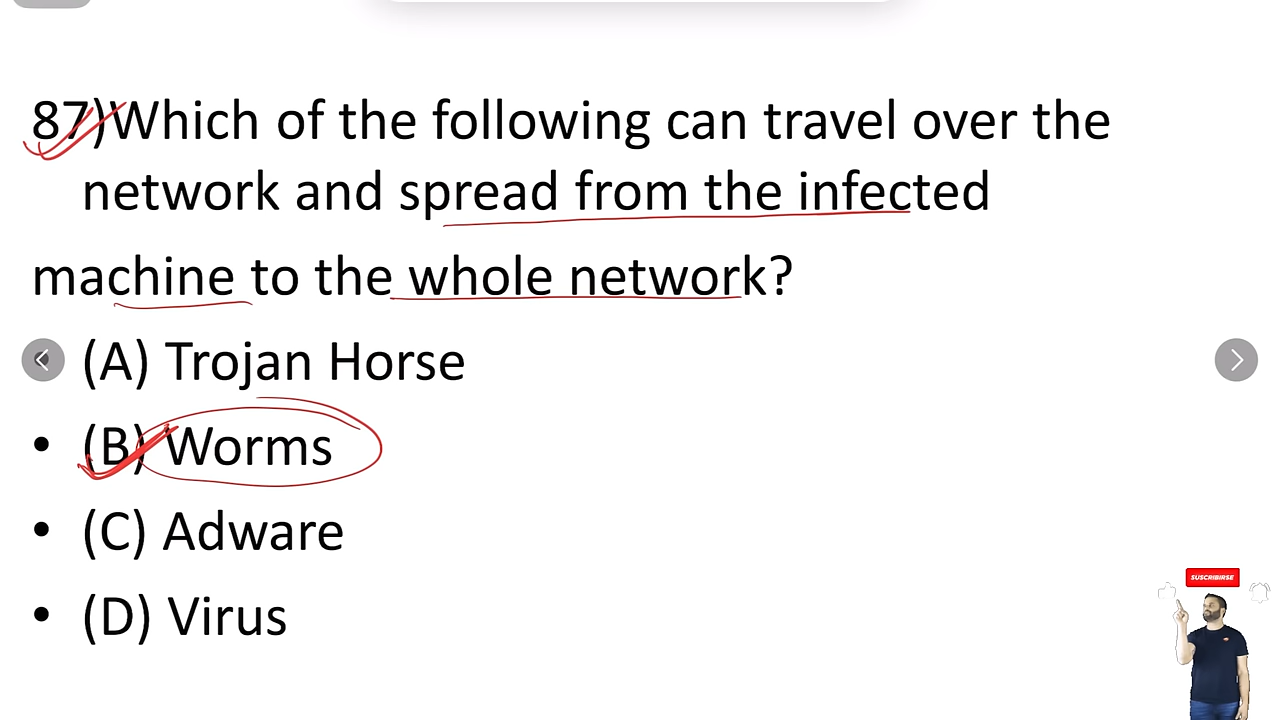 87)Which of the following can travel over the
network and spread from the infected
machine to the whole network?
(A) Trojan Horse
• (B) Worms
• (C) Adware
• (D) Virus
SUSCRIBIRSE